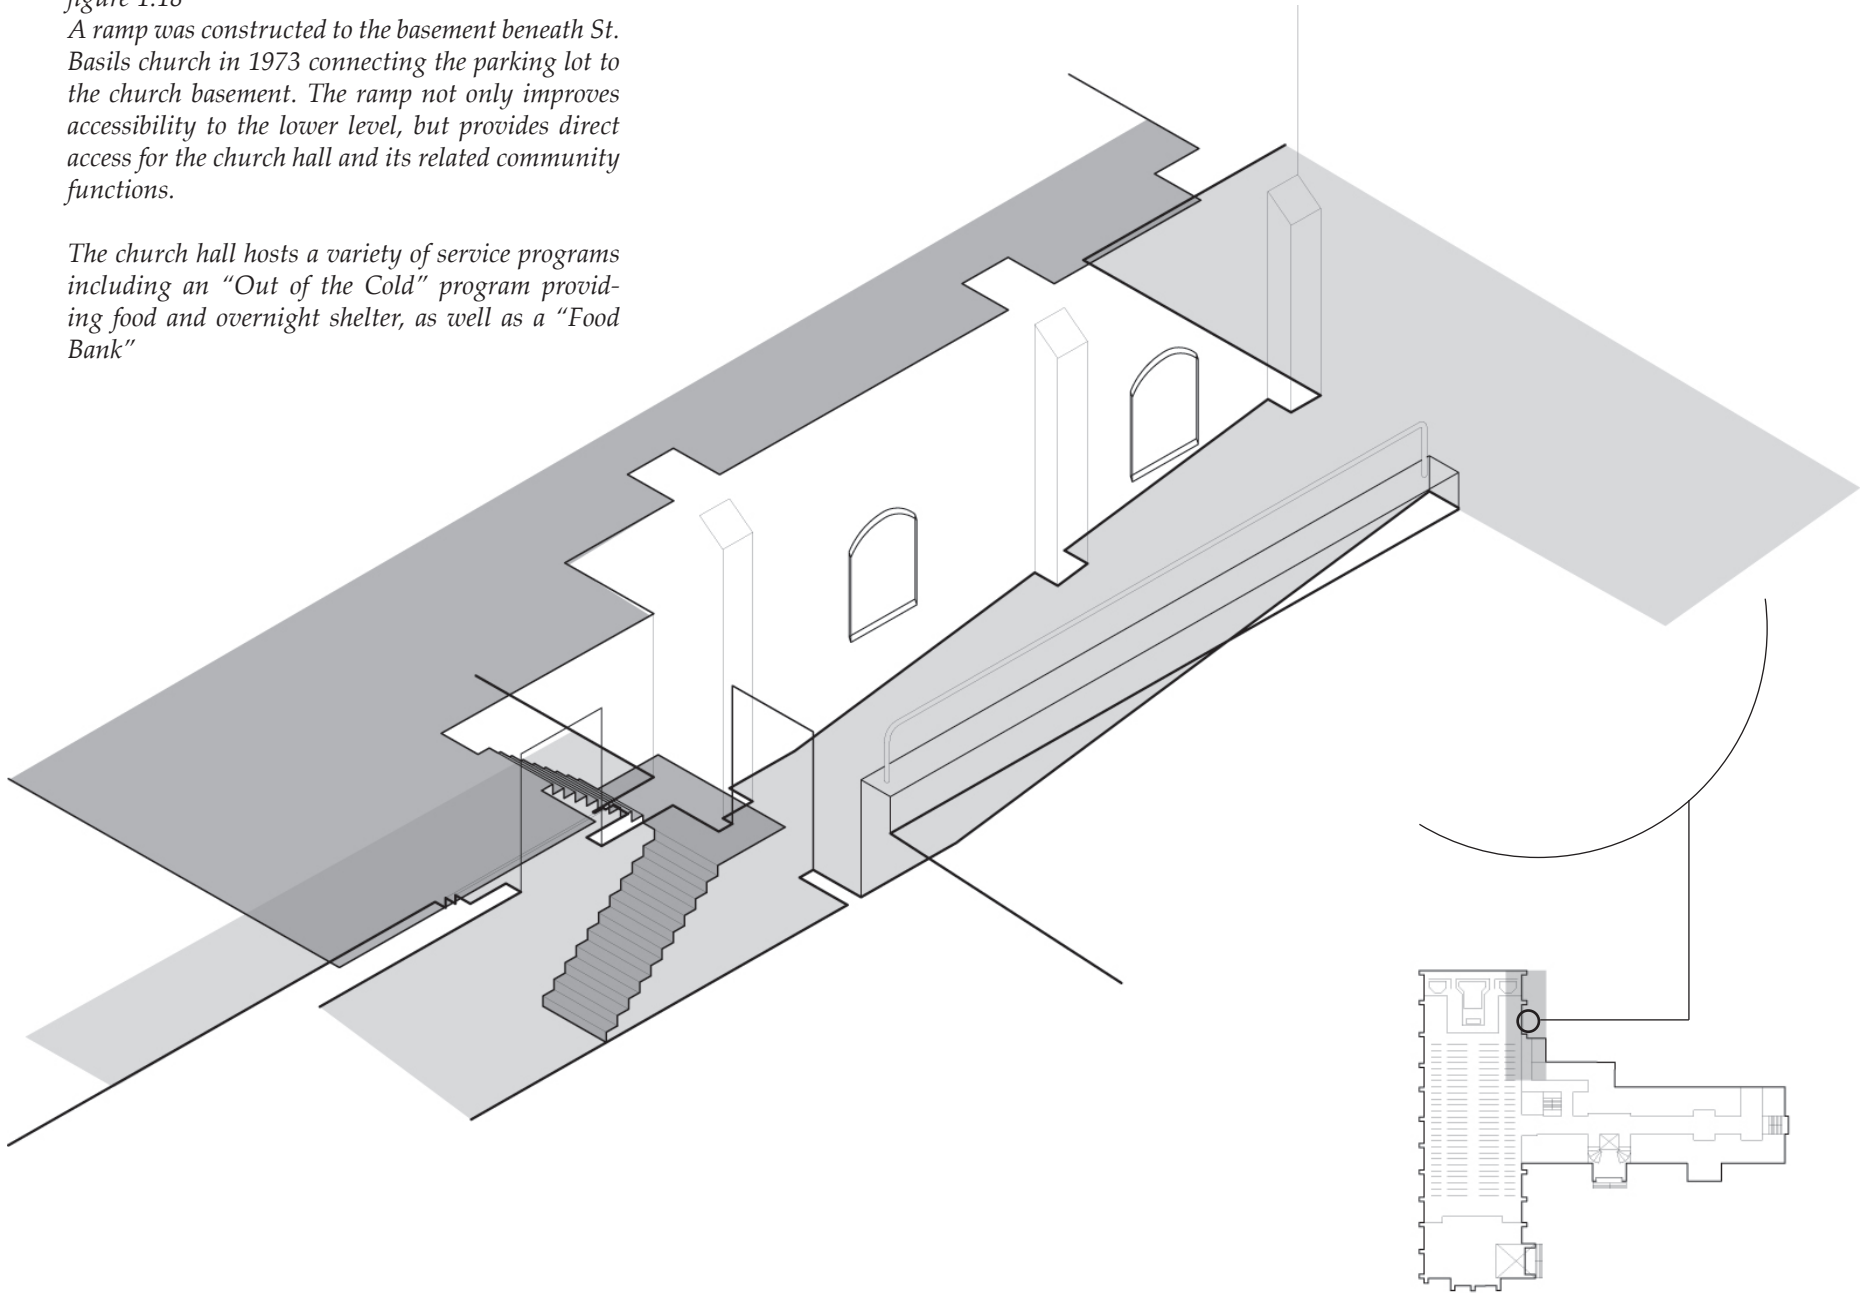 figure 1.18
A ramp was constructed to the basement beneath St.
Basils church in 1973 connecting the parking lot to
the church basement. The ramp not only improves
accessibility to the lower level, but provides direct
access for the church hall and its related community
functions.
The church hall hosts a variety of service programs
including an “Out of the Cold” program provid-
ing food and overnight shelter, as well as a “Food
Bank”